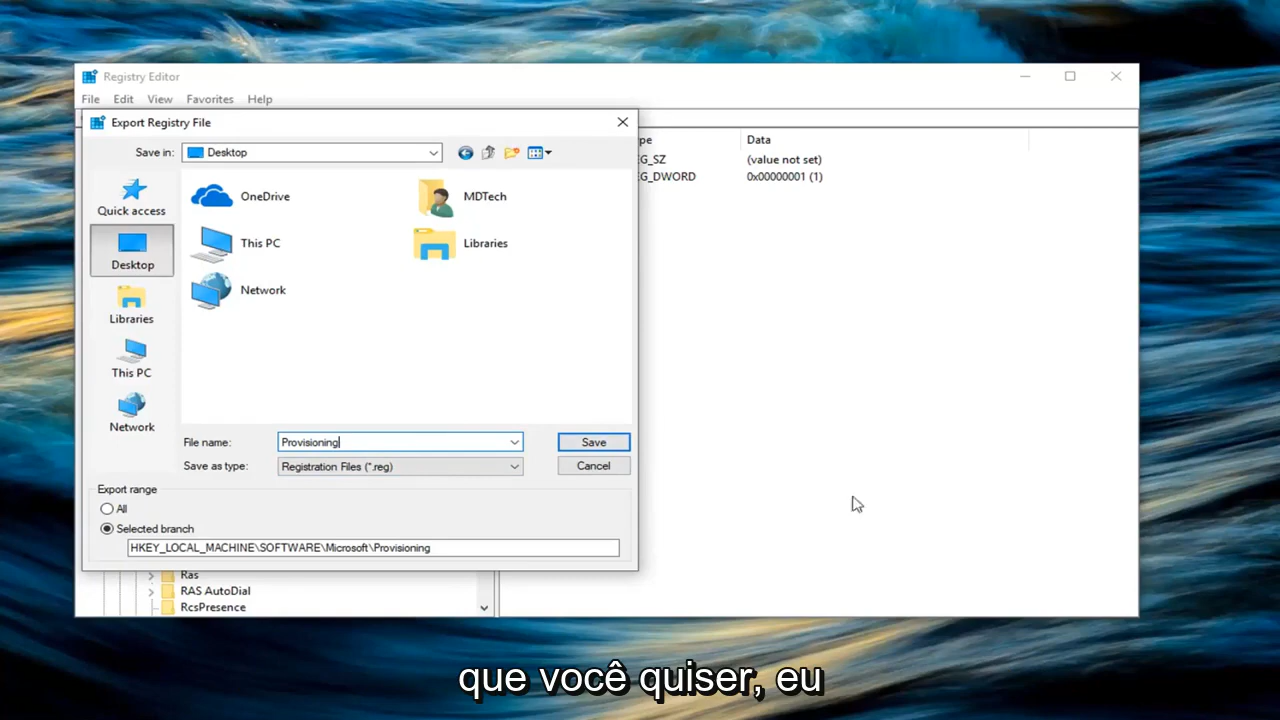 Registry Editor
File Edit View Favorites Help
Export Registry File
Save in: Desktop
ype Data
G_SZ (value not set)
G_DWORD 0x00000001 (1)
Quick access
Desktop
Libraries
This PC
Network
OneDrive MDTech
This PC Libraries
Network
File name: Provisioning Save
Save as type: Registration Files (*.reg) Cancel
Export range
All
Selected branch
HKEY_LOCAL_MACHINE\SOFTWARE\Microsoft\Provisioning
Ras
RAS AutoDial
RcsPresence
que você quiser, eu